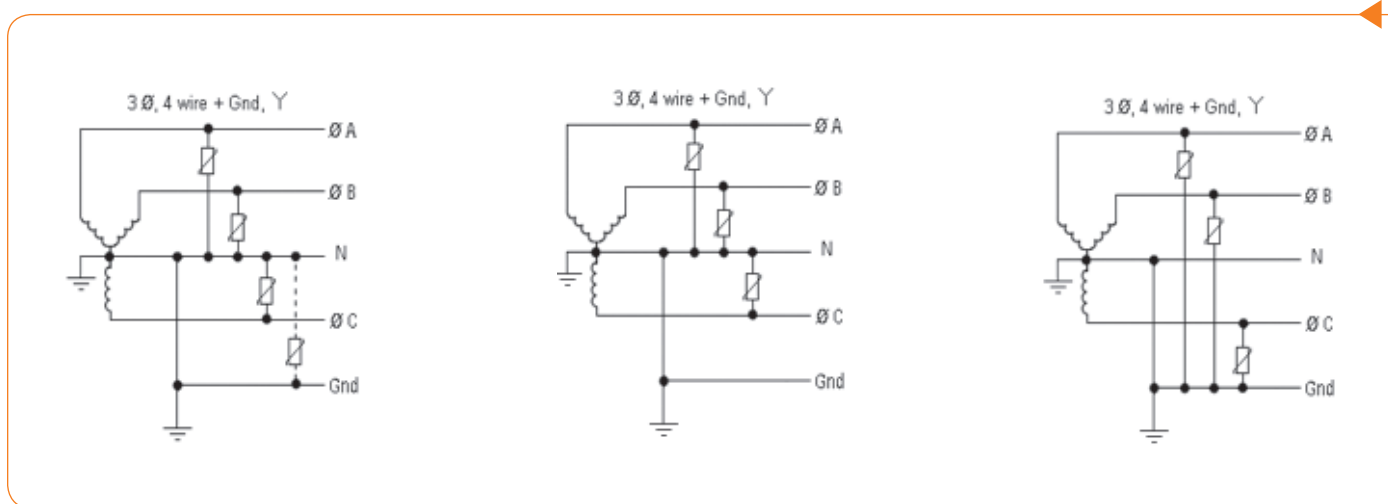 3 Ø, 4 wire + Gnd, Y
Ø A
Ø B
N
Ø C
Gnd
3 Ø, 4 wire + Gnd, Y
Ø A
Ø B
N
Ø C
Gnd
3 Ø, 4 wire + Gnd, Y
Ø A
Ø B
N
Ø C
Gnd